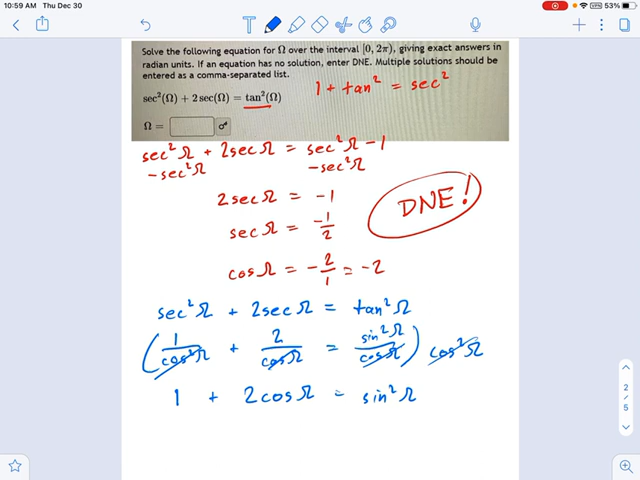 10:59 AM Thu Dec 30
53%
Solve the following equation for Ω over the interval [0, 2π), giving exact answers in
radian units. If an equation has no solution, enter DNE. Multiple solutions should be
entered as a comma-separated list.
sec²(Ω) + 2 sec(Ω) = tan²(Ω)
1 + tan² = sec²
Ω =
sec²Ω + 2secΩ = sec²Ω - 1
-sec²Ω -sec²Ω
2secΩ = -1
secΩ = -1/2
DNE!
cosΩ = -2/1 = -2
sec²Ω + 2secΩ = tan²Ω
(1/cos²Ω + 2/cosΩ = sin²Ω/cos²Ω) cos²Ω
1 + 2cosΩ = sin²Ω
2
/
5